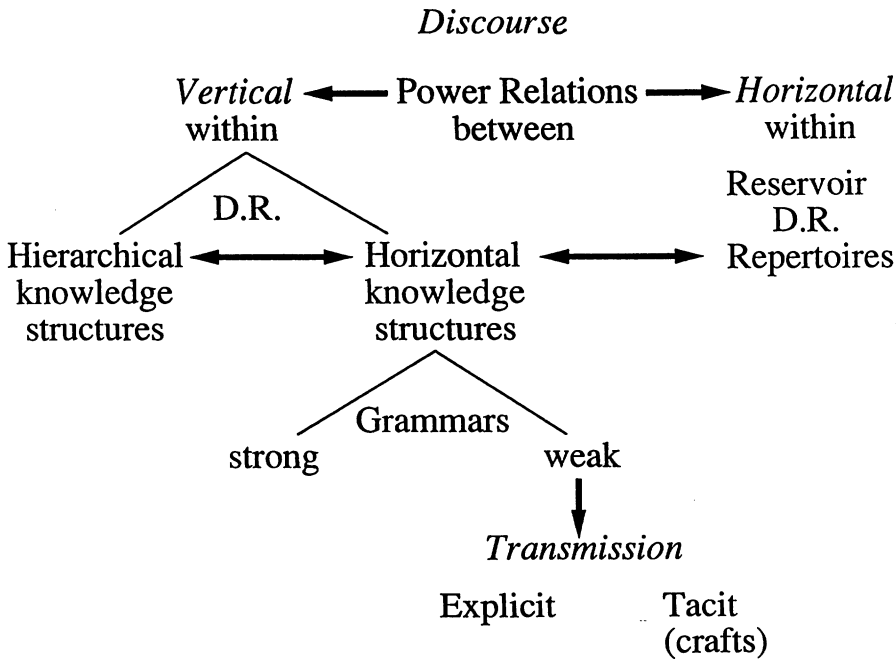 Discourse
Vertical Power Relations Horizontal
within between within
Reservoir
D.R. D.R.
Hierarchical Horizontal Repertoires
knowledge knowledge
structures structures
Grammars
strong weak
Transmission
Explicit Tacit
(crafts)